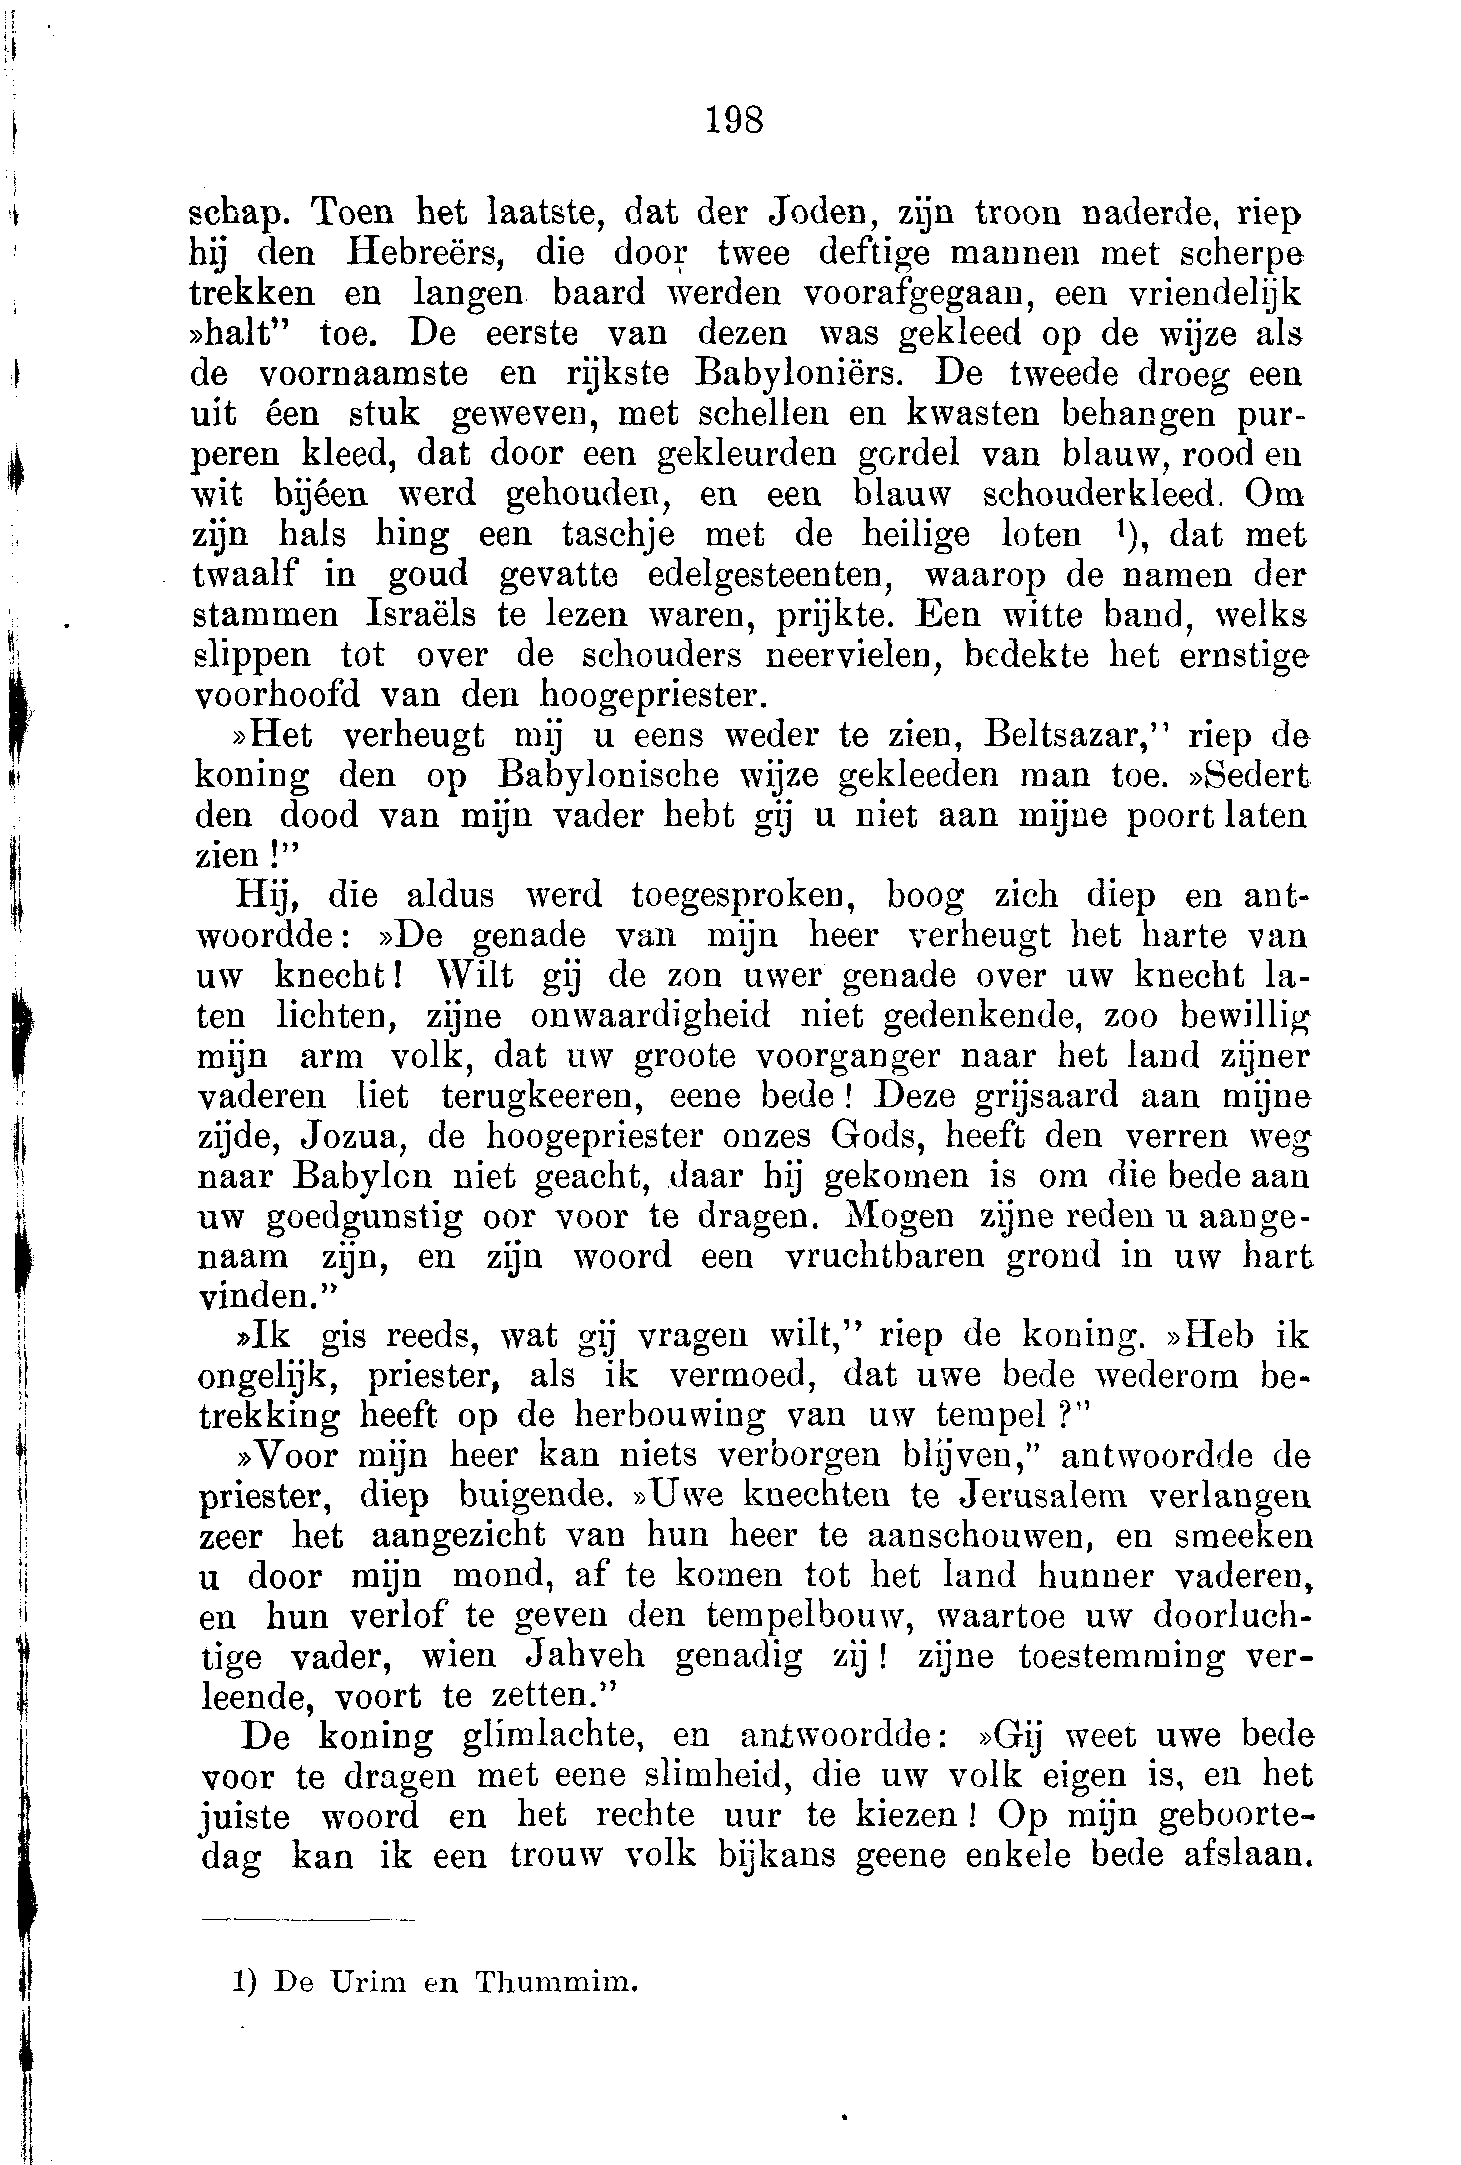 198
schap. Toen het laatste, dat der Joden, zijn troon naderde, riep
hij den Hebreërs, die door twee deftige mannen met scherpe
trekken en langen baard werden voorafgegaan, een vriendelijk
»halt” toe. De eerste van dezen was gekleed op de wijze als
de voornaamste en rijkste Babyloniërs. De tweede droeg een
uit één stuk geweven, met schellen en kwasten behangen pur-
peren kleed, dat door een gekleurden gordel van blauw, rood en
wit bijéen werd gehouden, en een blauw schouderkleed. Om
zijn hals hing een taschje met de heilige loten ¹), dat met
twaalf in goud gevatte edelgesteenten, waarop de namen der
stammen Israëls te lezen waren, prijkte. Een witte band, welks
slippen tot over de schouders neervielen, bedekte het ernstige
voorhoofd van den hoogepriester.
»Het verheugt mij u eens weder te zien, Beltsazar,” riep de
koning den op Babylonische wijze gekleeden man toe. »Sedert
den dood van mijn vader hebt gij u niet aan mijne poort laten
zien!”
Hij, die aldus werd toegesproken, boog zich diep en ant-
woordde: »De genade van mijn heer verheugt het harte van
uw knecht! Wilt gij de zon uwer genade over uw knecht la-
ten lichten, zijne onwaardigheid niet gedenkende, zoo bewillig
mijn arm volk, dat uw groote voorganger naar het land zijner
vaderen liet terugkeeren, eene bede! Deze grijsaard aan mijne
zijde, Jozua, de hoogepriester onzes Gods, heeft den verren weg
naar Babylon niet geacht, daar hij gekomen is om die bede aan
uw goedgunstig oor voor te dragen. Mogen zijne reden u aange-
naam zijn, en zijn woord een vruchtbaren grond in uw hart
vinden.”
»Ik gis reeds, wat gij vragen wilt,” riep de koning. »Heb ik
ongelijk, priester, als ik vermoed, dat uwe bede wederom be-
trekking heeft op de herbouwing van uw tempel?”
»Voor mijn heer kan niets verborgen blijven,” antwoordde de
priester, diep buigende. »Uwe knechten te Jerusalem verlangen
zeer het aangezicht van hun heer te aanschouwen, en smeeken
u door mijn mond, af te komen tot het land hunner vaderen,
en hun verlof te geven den tempelbouw, waartoe uw doorluch-
tige vader, wien Jahveh genadig zij! zijne toestemming ver-
leende, voort te zetten.”
De koning glimlachte, en antwoordde: »Gij weet uwe bede
voor te dragen met eene slimheid, die uw volk eigen is, en het
juiste woord en het rechte uur te kiezen! Op mijn geboorte-
dag kan ik een trouw volk bijkans geene enkele bede afslaan.
1) De Urim en Thummim.